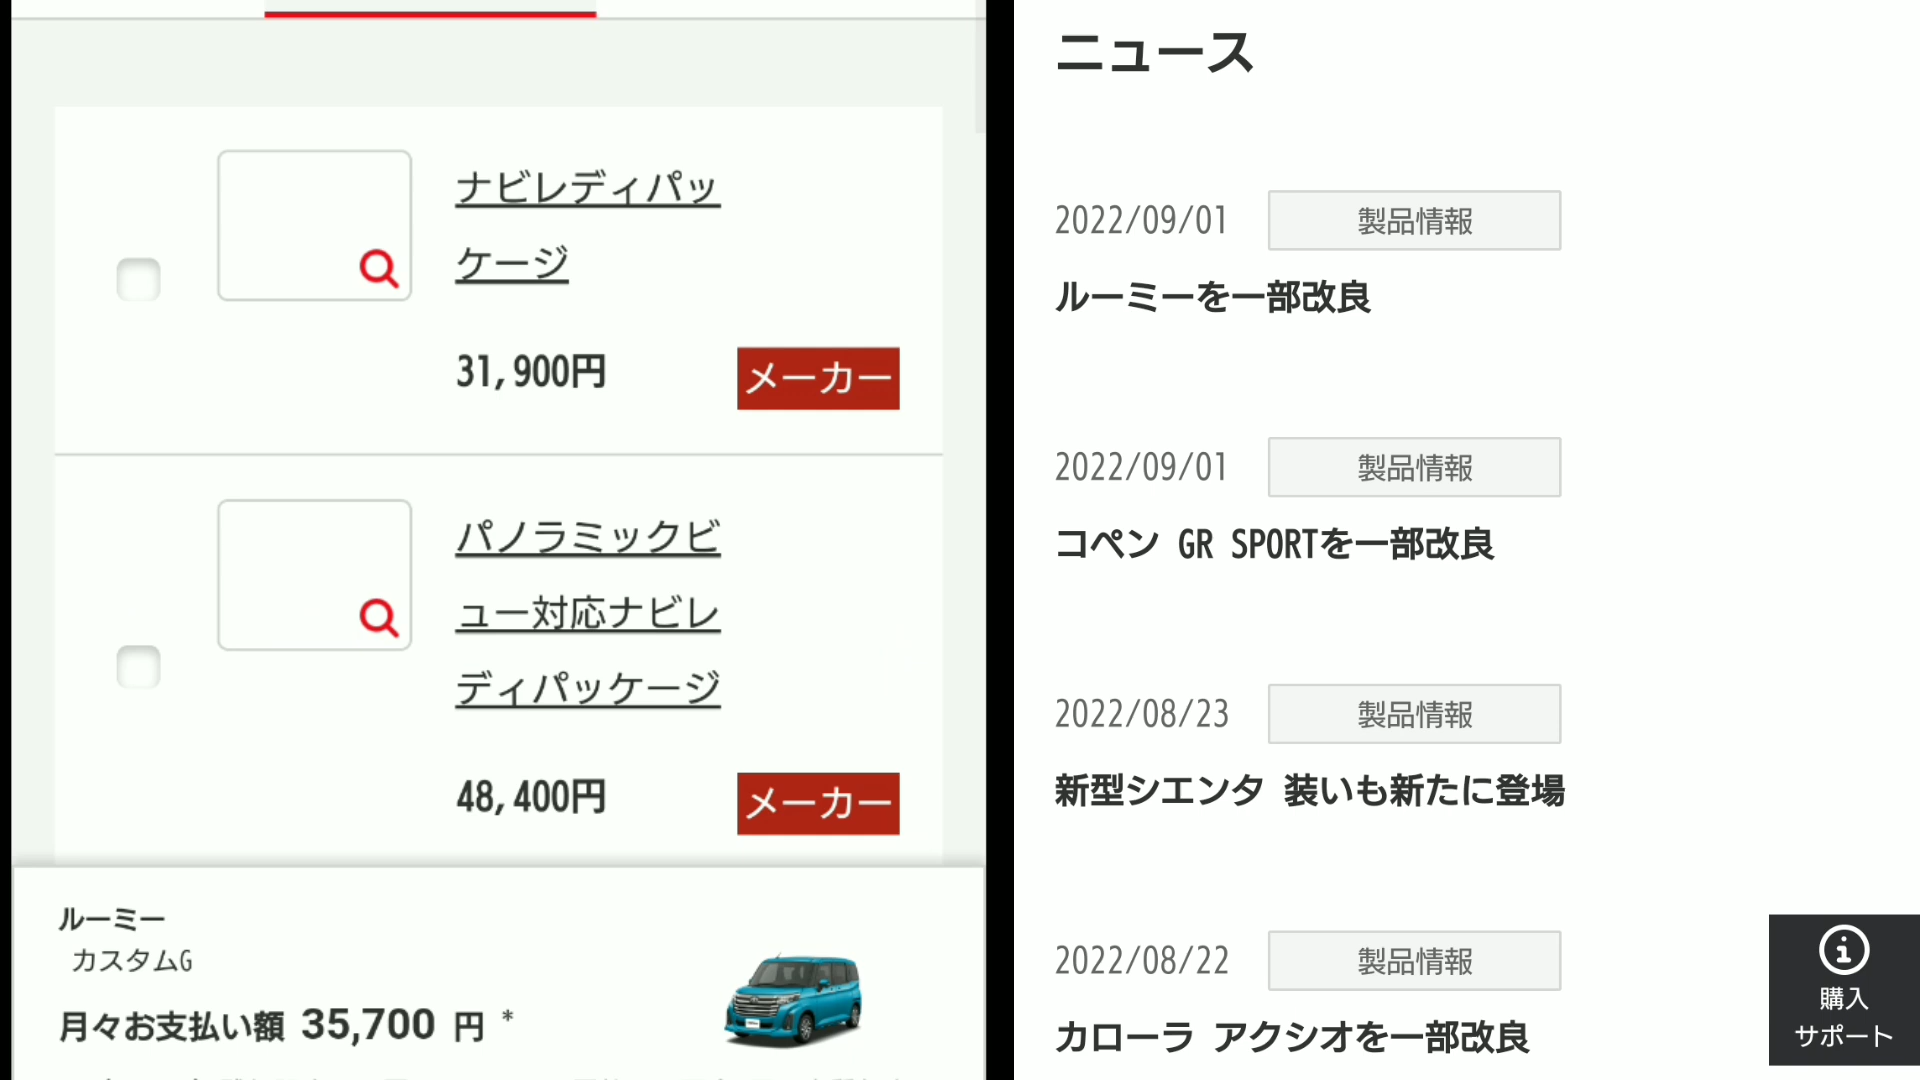 ナビレディパッ
ケージ
31,900円
メーカー
パノラミックビ
ュー対応ナビレ
ディパッケージ
48,400円
メーカー
ルーミー
カスタムG
月々お支払い額 35,700 円 *
ニュース
2022/09/01 製品情報
ルーミーを一部改良
2022/09/01 製品情報
コペン GR SPORTを一部改良
2022/08/23 製品情報
新型シエンタ 装いも新たに登場
2022/08/22 製品情報
カローラ アクシオを一部改良
購入
サポート